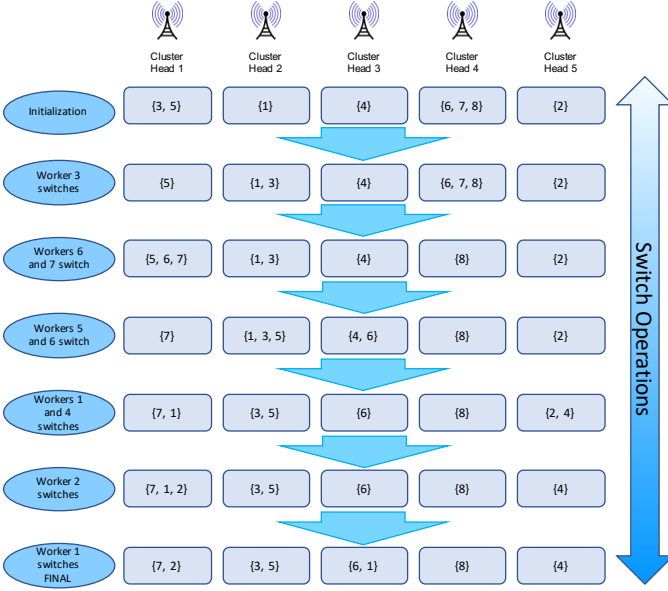 Cluster
Head 1
Cluster
Head 2
Cluster
Head 3
Cluster
Head 4
Cluster
Head 5
Initialization
{3, 5}
{1}
{4}
{6, 7, 8}
{2}
Worker 3
switches
{5}
{1, 3}
{4}
{6, 7, 8}
{2}
Workers 6
and 7 switch
{5, 6, 7}
{1, 3}
{4}
{8}
{2}
Workers 5
and 6 switch
{7}
{1, 3, 5}
{4, 6}
{8}
{2}
Workers 1
and 4
switches
{7, 1}
{3, 5}
{6}
{8}
{2, 4}
Worker 2
switches
{7, 1, 2}
{3, 5}
{6}
{8}
{4}
Worker 1
switches
FINAL
{7, 2}
{3, 5}
{6, 1}
{8}
{4}
Switch Operations